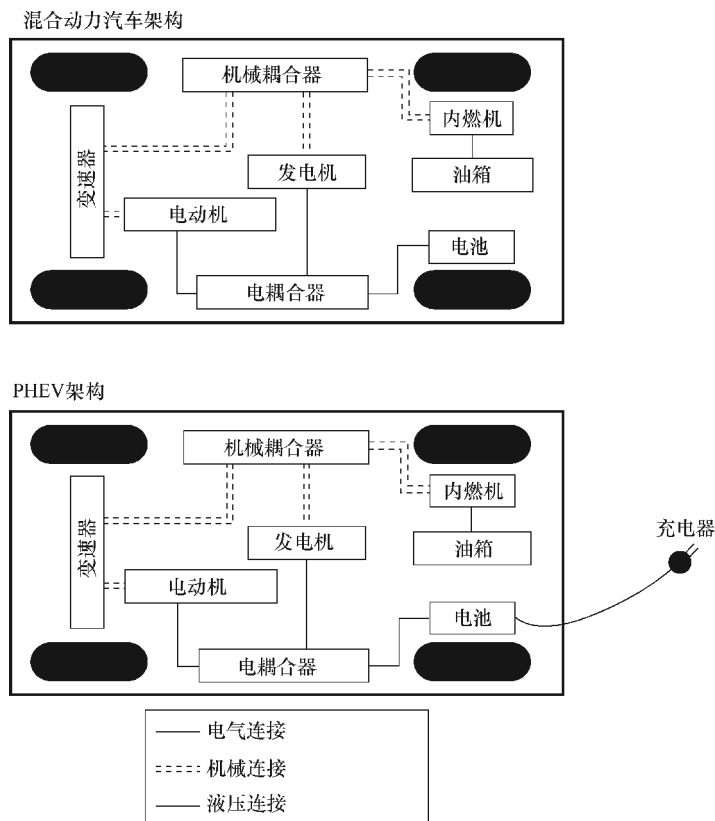 混合动力汽车架构
机械耦合器
内燃机
变速器
发电机
油箱
电动机
电池
电耦合器
PHEV架构
机械耦合器
内燃机
充电器
变速器
发电机
油箱
电动机
电池
电耦合器
电气连接
机械连接
液压连接